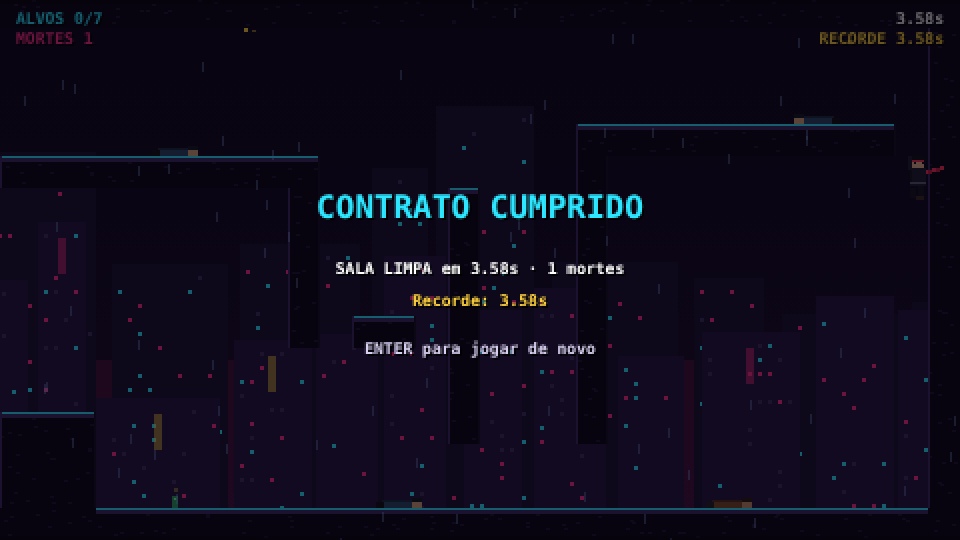 ALVOS 0/7
3.58s
MORTES 1
RECORDE 3.58s
CONTRATO CUMPRIDO
SALA LIMPA em 3.58s · 1 mortes
Recorde: 3.58s
ENTER para jogar de novo